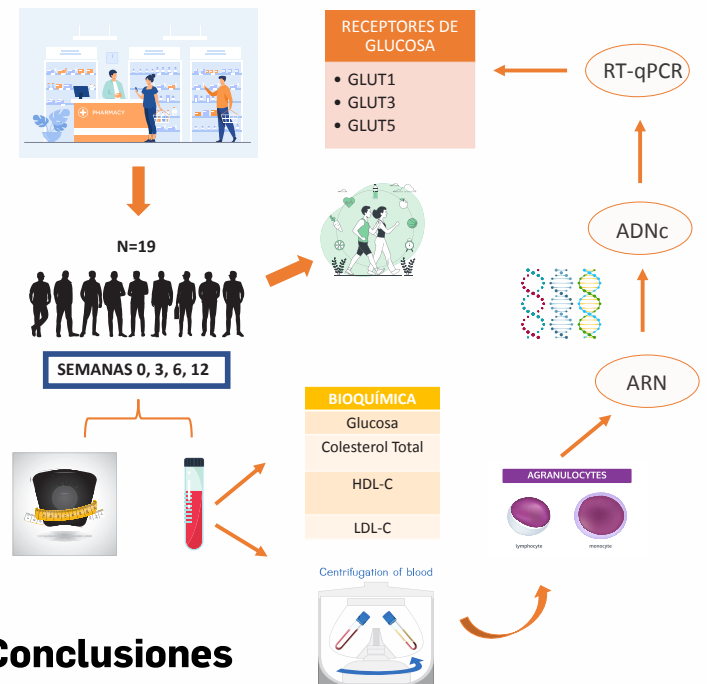 RECEPTORES DE
GLUCOSA
• GLUT1
• GLUT3
• GLUT5
RT-qPCR
PHARMACY
N=19
ADNc
SEMANAS 0, 3, 6, 12
ARN
BIOQUÍMICA
Glucosa
Colesterol Total
HDL-C
LDL-C
AGRANULOCYTES
lymphocyte
monocyte
Centrifugation of blood
Conclusiones